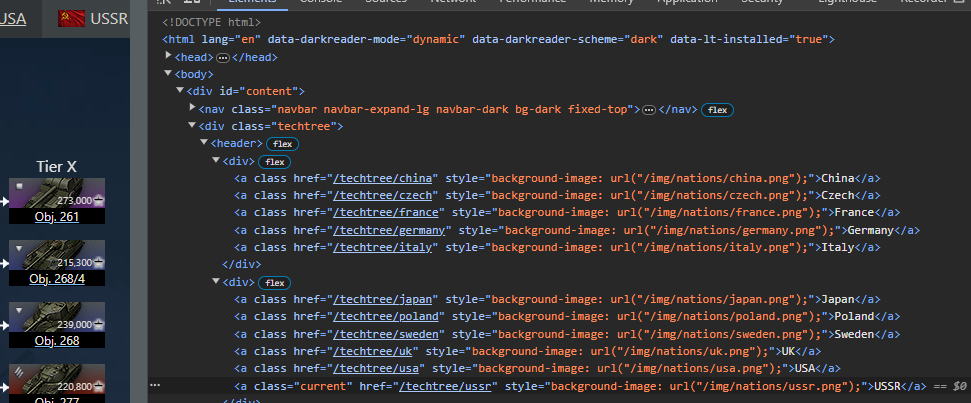 USA
USSR
Elements
Console
Sources
Network
Performance
Memory
Application
Security
Lighthouse
Recorder
<!DOCTYPE html>
<html lang="en" data-darkreader-mode="dynamic" data-darkreader-scheme="dark" data-lt-installed="true">
<head> … </head>
<body>
<div id="content">
<nav class="navbar navbar-expand-lg navbar-dark bg-dark fixed-top"> … </nav> flex
<div class="techtree">
<header> flex
<div> flex
<a class href="/techtree/china" style="background-image: url("/img/nations/china.png");">China</a>
<a class href="/techtree/czech" style="background-image: url("/img/nations/czech.png");">Czech</a>
<a class href="/techtree/france" style="background-image: url("/img/nations/france.png");">France</a>
<a class href="/techtree/germany" style="background-image: url("/img/nations/germany.png");">Germany</a>
<a class href="/techtree/italy" style="background-image: url("/img/nations/italy.png");">Italy</a>
</div>
<div> flex
<a class href="/techtree/japan" style="background-image: url("/img/nations/japan.png");">Japan</a>
<a class href="/techtree/poland" style="background-image: url("/img/nations/poland.png");">Poland</a>
<a class href="/techtree/sweden" style="background-image: url("/img/nations/sweden.png");">Sweden</a>
<a class href="/techtree/uk" style="background-image: url("/img/nations/uk.png");">UK</a>
<a class href="/techtree/usa" style="background-image: url("/img/nations/usa.png");">USA</a>
… <a class="current" href="/techtree/ussr" style="background-image: url("/img/nations/ussr.png");">USSR</a> == $0
</div>
Tier X
273,000
Obj. 261
215,300
Obj. 268/4
239,000
Obj. 268
220,800
Obj. 277